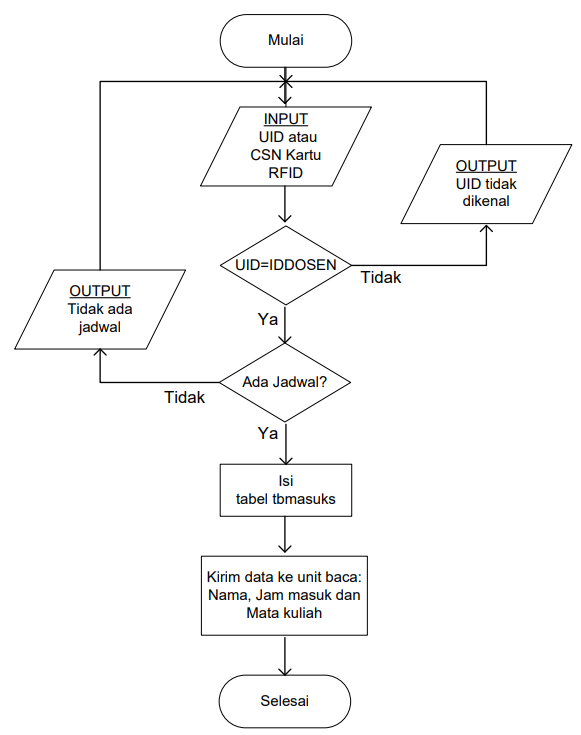 Mulai
INPUT
UID atau
CSN Kartu
RFID
OUTPUT
UID tidak
dikenal
UID=IDDOSEN
Tidak
OUTPUT
Tidak ada
jadwal
Ya
Ada Jadwal?
Tidak
Ya
Isi
tabel tbmasuks
Kirim data ke unit baca:
Nama, Jam masuk dan
Mata kuliah
Selesai